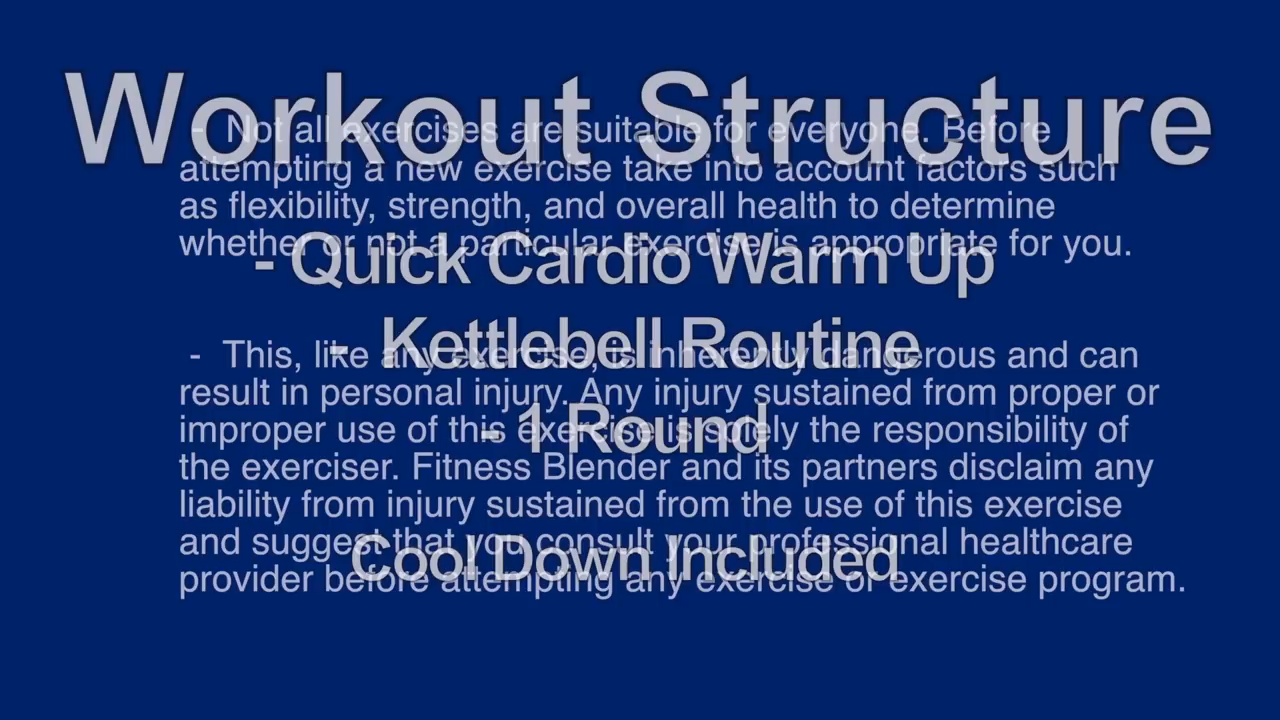 Workout Structure
- Not all exercises are suitable for everyone. Before
attempting a new exercise take into account factors such
as flexibility, strength, and overall health to determine
whether or not a particular exercise is appropriate for you.
- Quick Cardio Warm Up
- Kettlebell Routine
- This, like any exercise, is inherently dangerous and can
result in personal injury. Any injury sustained from proper or
- 1 Round
improper use of this exercise is solely the responsibility of
the exerciser. Fitness Blender and its partners disclaim any
liability from injury sustained from the use of this exercise
and suggest that you consult your professional healthcare
Cool Down Included
provider before attempting any exercise or exercise program.